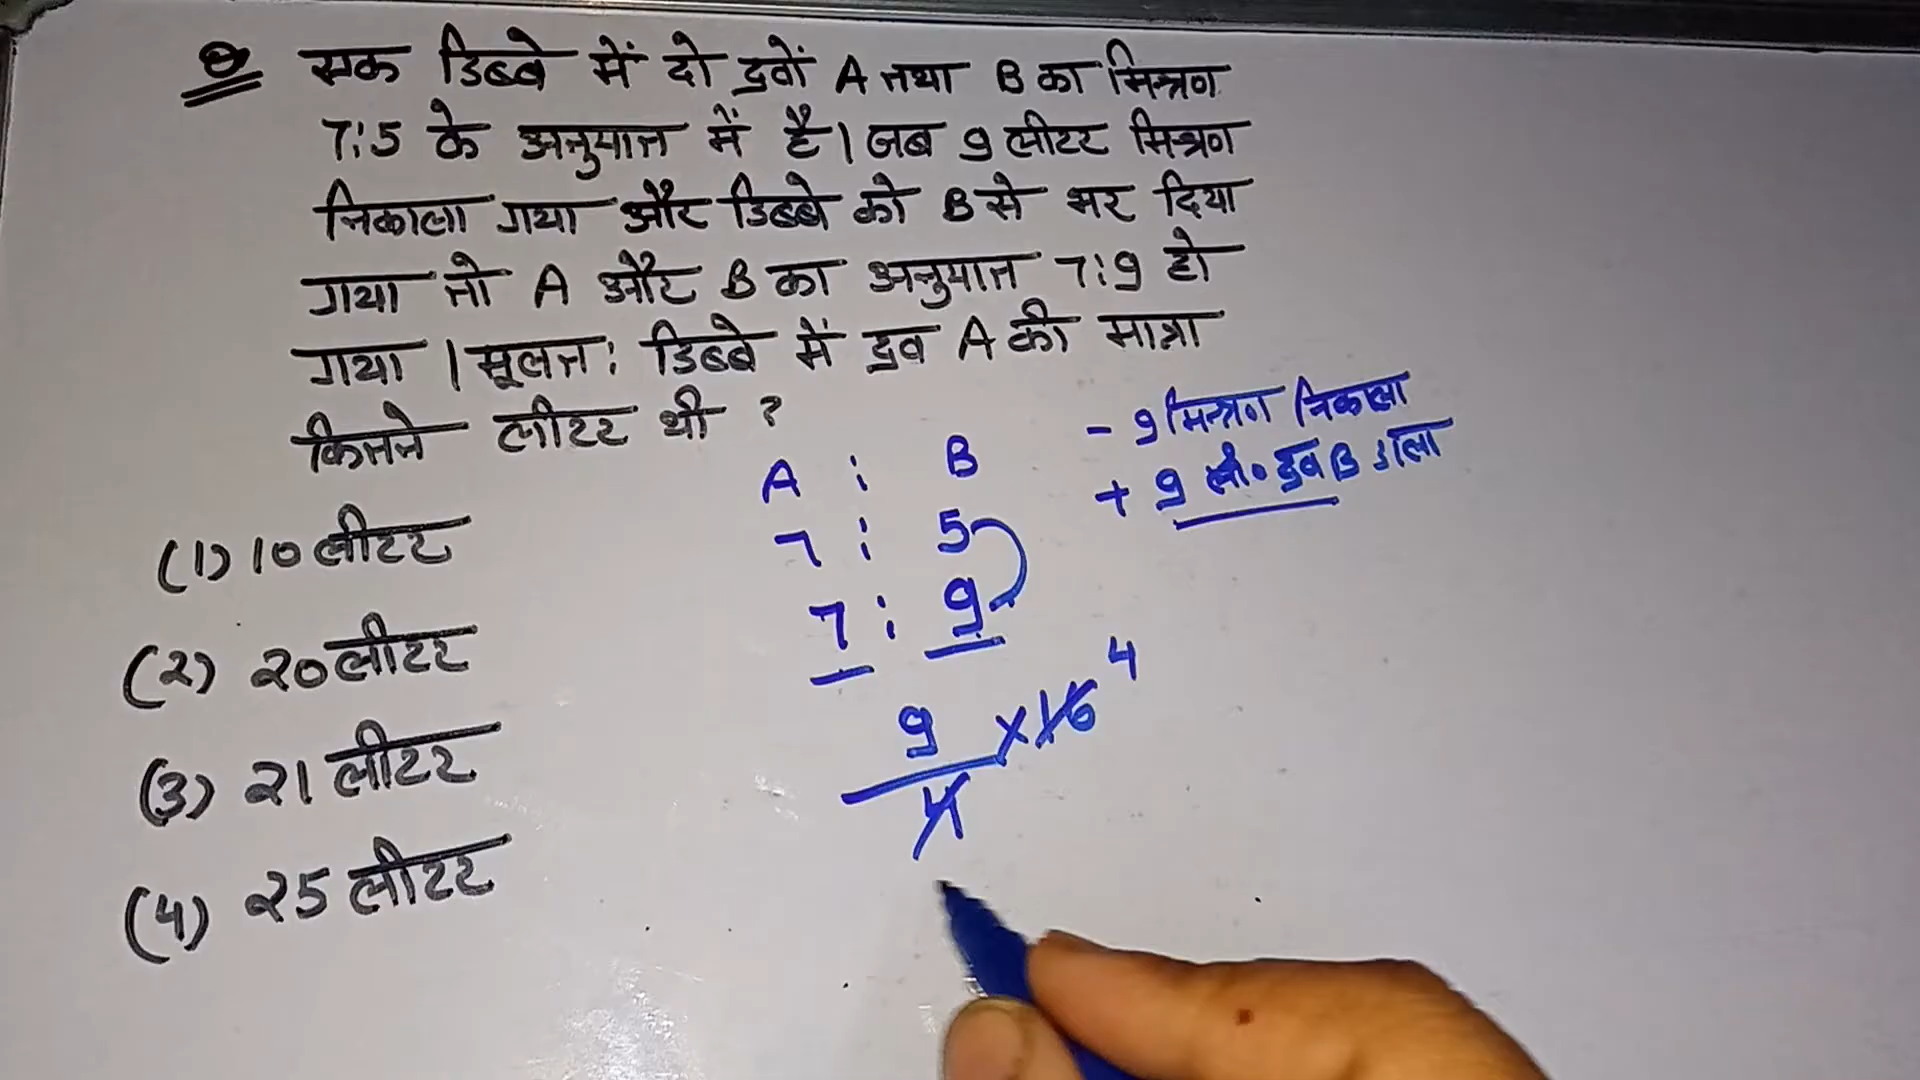 Q एक डिब्बे में दो द्रवों A तथा B का मिश्रण
7:5 के अनुपात में है। जब 9 लीटर मिश्रण
निकाला गया और डिब्बे को B से भर दिया
गया तो A और B का अनुपात 7:9 हो
गया। मूलतः डिब्बे में द्रव A की मात्रा
कितने लीटर थी ?
- 9 मिश्रण निकाला
+ 9 ली० द्रव B डाला
A : B
7 : 5
7 : 9
9 × 16 4
4
(1) 10 लीटर
(2) 20 लीटर
(3) 21 लीटर
(4) 25 लीटर